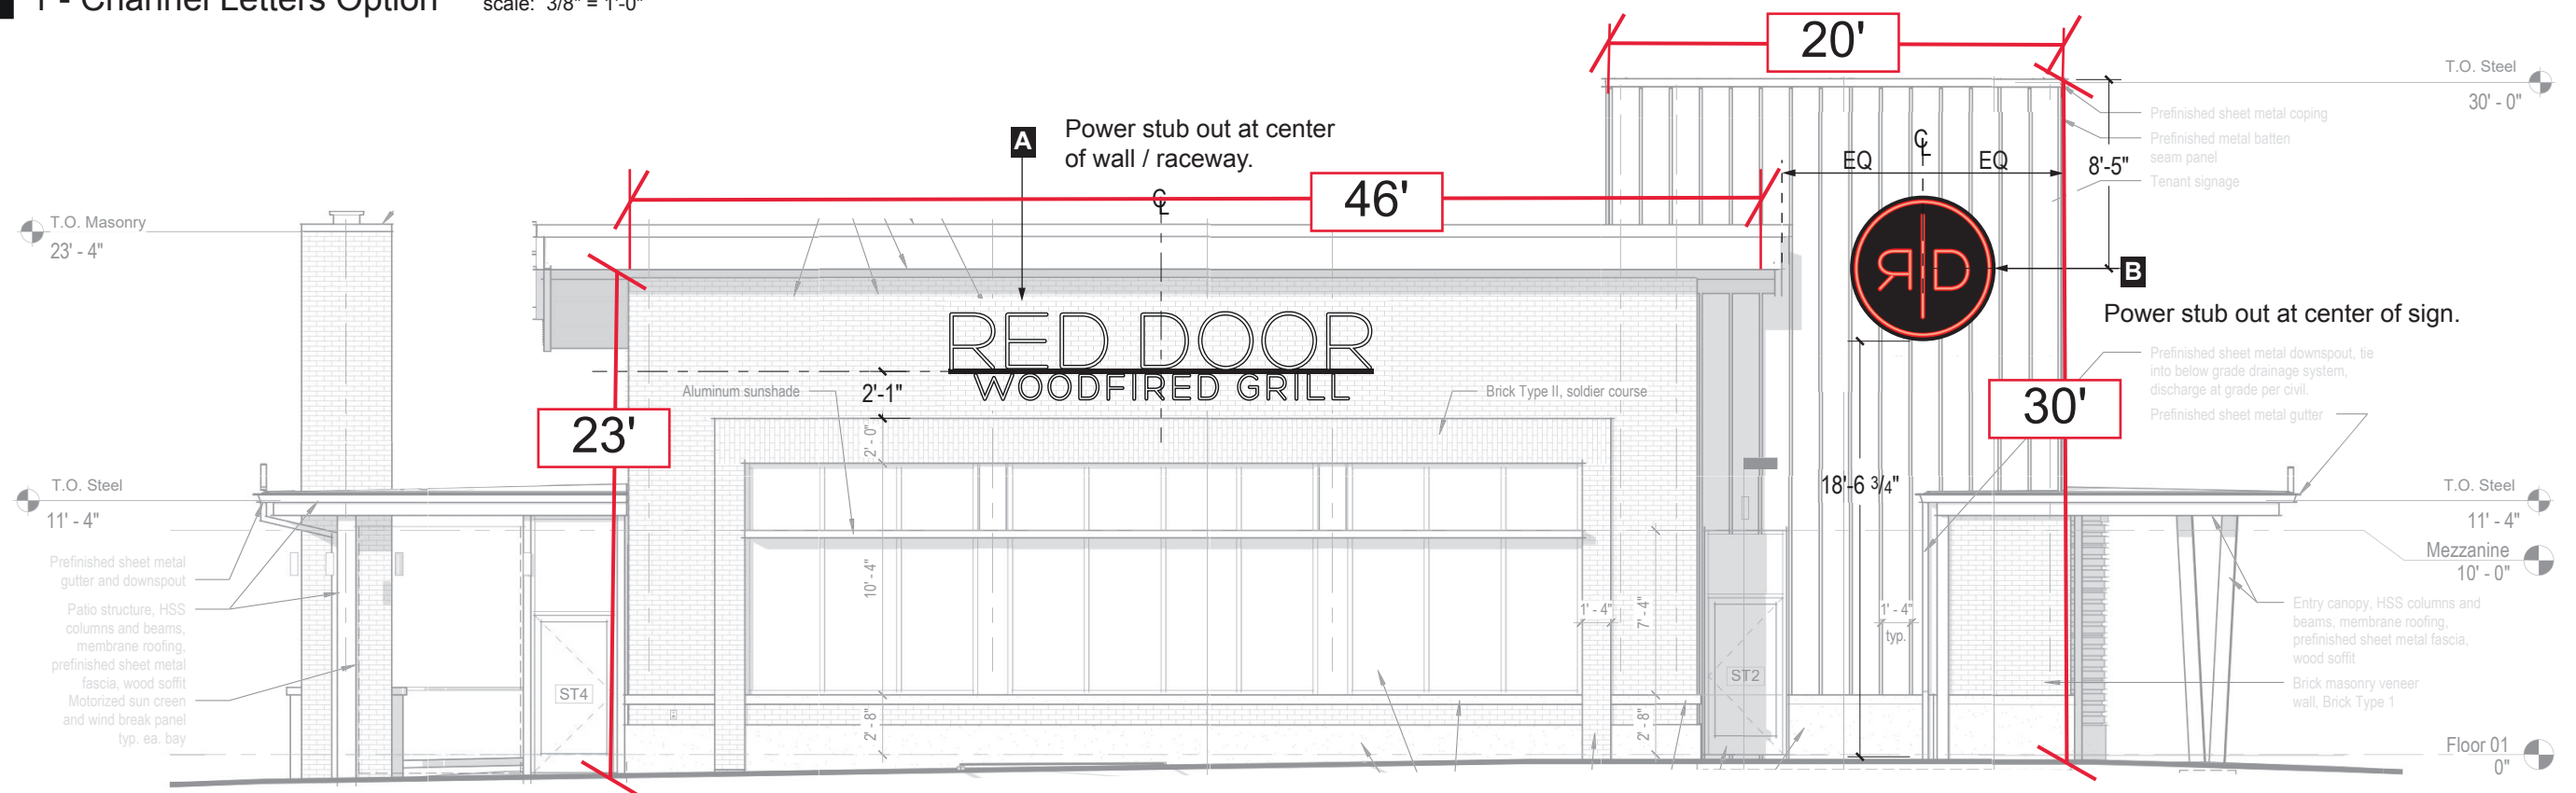 1 - Channel Letters Option scale: 3/8" = 1'-0"
20'
T.O. Steel
30' - 0"
Prefinished sheet metal coping
Prefinished metal batten
seam panel
Tenant signage
8'-5"
A
Power stub out at center
of wall / raceway.
EQ
CL
EQ
46'
CL
T.O. Masonry
23' - 4"
RD
B
Power stub out at center of sign.
RED DOOR
WOODFIRED GRILL
Aluminum sunshade
2'-1"
Brick Type II, soldier course
Prefinished sheet metal downspout, tie
into below grade drainage system,
discharge at grade per civil.
Prefinished sheet metal gutter
30'
23'
2' - 0"
18'-6 3/4"
T.O. Steel
11' - 4"
T.O. Steel
11' - 4"
Mezzanine
10' - 0"
Prefinished sheet metal
gutter and downspout
Patio structure, HSS
columns and beams,
membrane roofing,
prefinished sheet metal
fascia, wood soffit
Motorized sun creen
and wind break panel
typ. ea. bay
10' - 4"
1' - 4"
7' - 4"
1' - 4"
typ.
Entry canopy, HSS columns and
beams, membrane roofing,
prefinished sheet metal fascia,
wood soffit
Brick masonry veneer
wall, Brick Type 1
ST4
ST2
2' - 8"
2' - 8"
Floor 01
0"